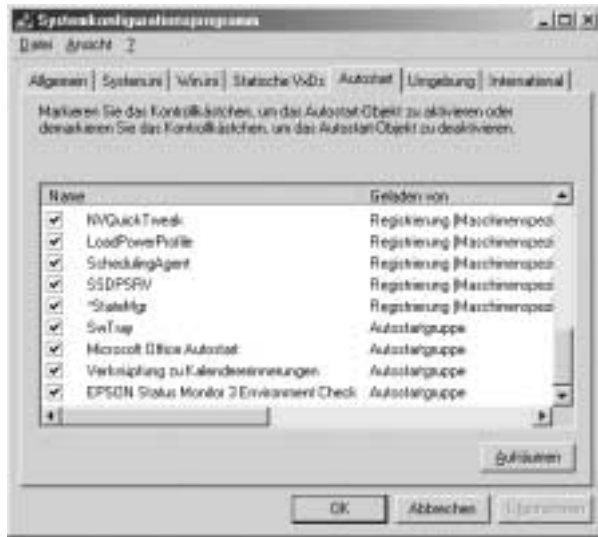 Systemkonfigurationsprogramm
Datei Ansicht ?
Allgemein System.ini Win.ini Statische VxDs Autostart Umgebung International
Markieren Sie das Kontrollkästchen, um das Autostart-Objekt zu aktivieren oder
demarkieren Sie das Kontrollkästchen, um das Autostart-Objekt zu deaktivieren.
Name Geladen von
NVQuickTweak Registrierung (Maschinenspezi
LoadPowerProfile Registrierung (Maschinenspezi
SchedulingAgent Registrierung (Maschinenspezi
SSDPSRV Registrierung (Maschinenspezi
*StateMgr Registrierung (Maschinenspezi
SwTray Autostartgruppe
Microsoft Office Autostart Autostartgruppe
Verknüpfung zu Kalendererinnerungen Autostartgruppe
EPSON Status Monitor 3 Environment Check Autostartgruppe
Aufräumen
OK Abbrechen Übernehmen